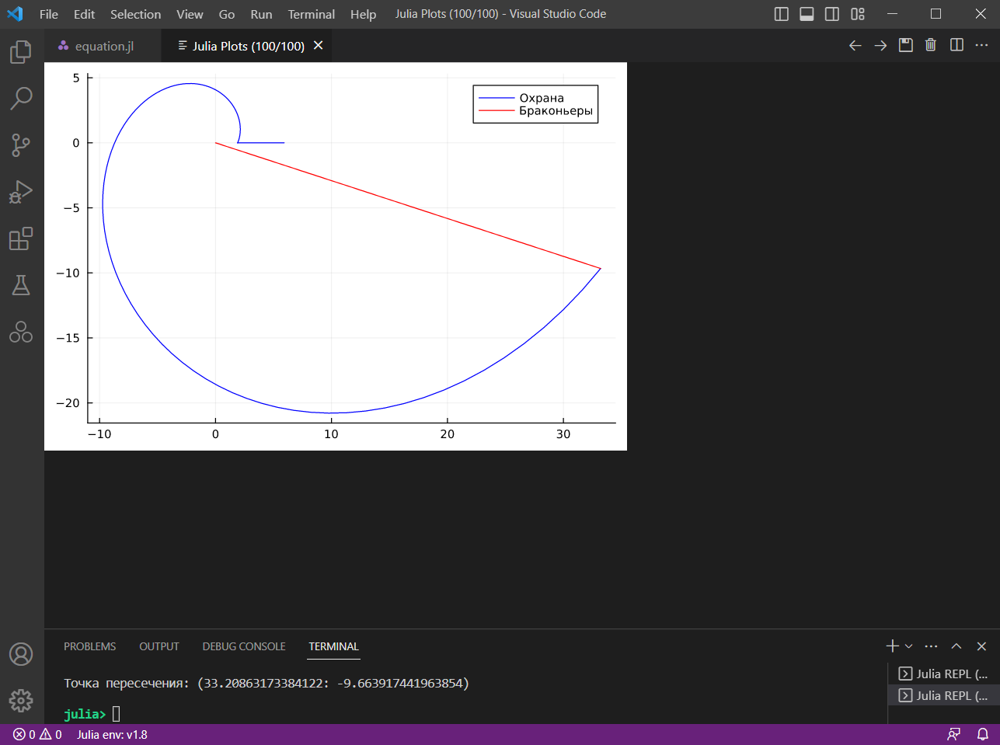 File Edit Selection View Go Run Terminal Help Julia Plots (100/100) - Visual Studio Code
equation.jl Julia Plots (100/100)
5
0
−5
−10
−15
−20
−10 0 10 20 30
Охрана
Браконьеры
PROBLEMS OUTPUT DEBUG CONSOLE TERMINAL
Точка пересечения: (33.20863173384122: -9.663917441963854)
julia>
Julia REPL (...
Julia REPL (...
0 0 Julia env: v1.8